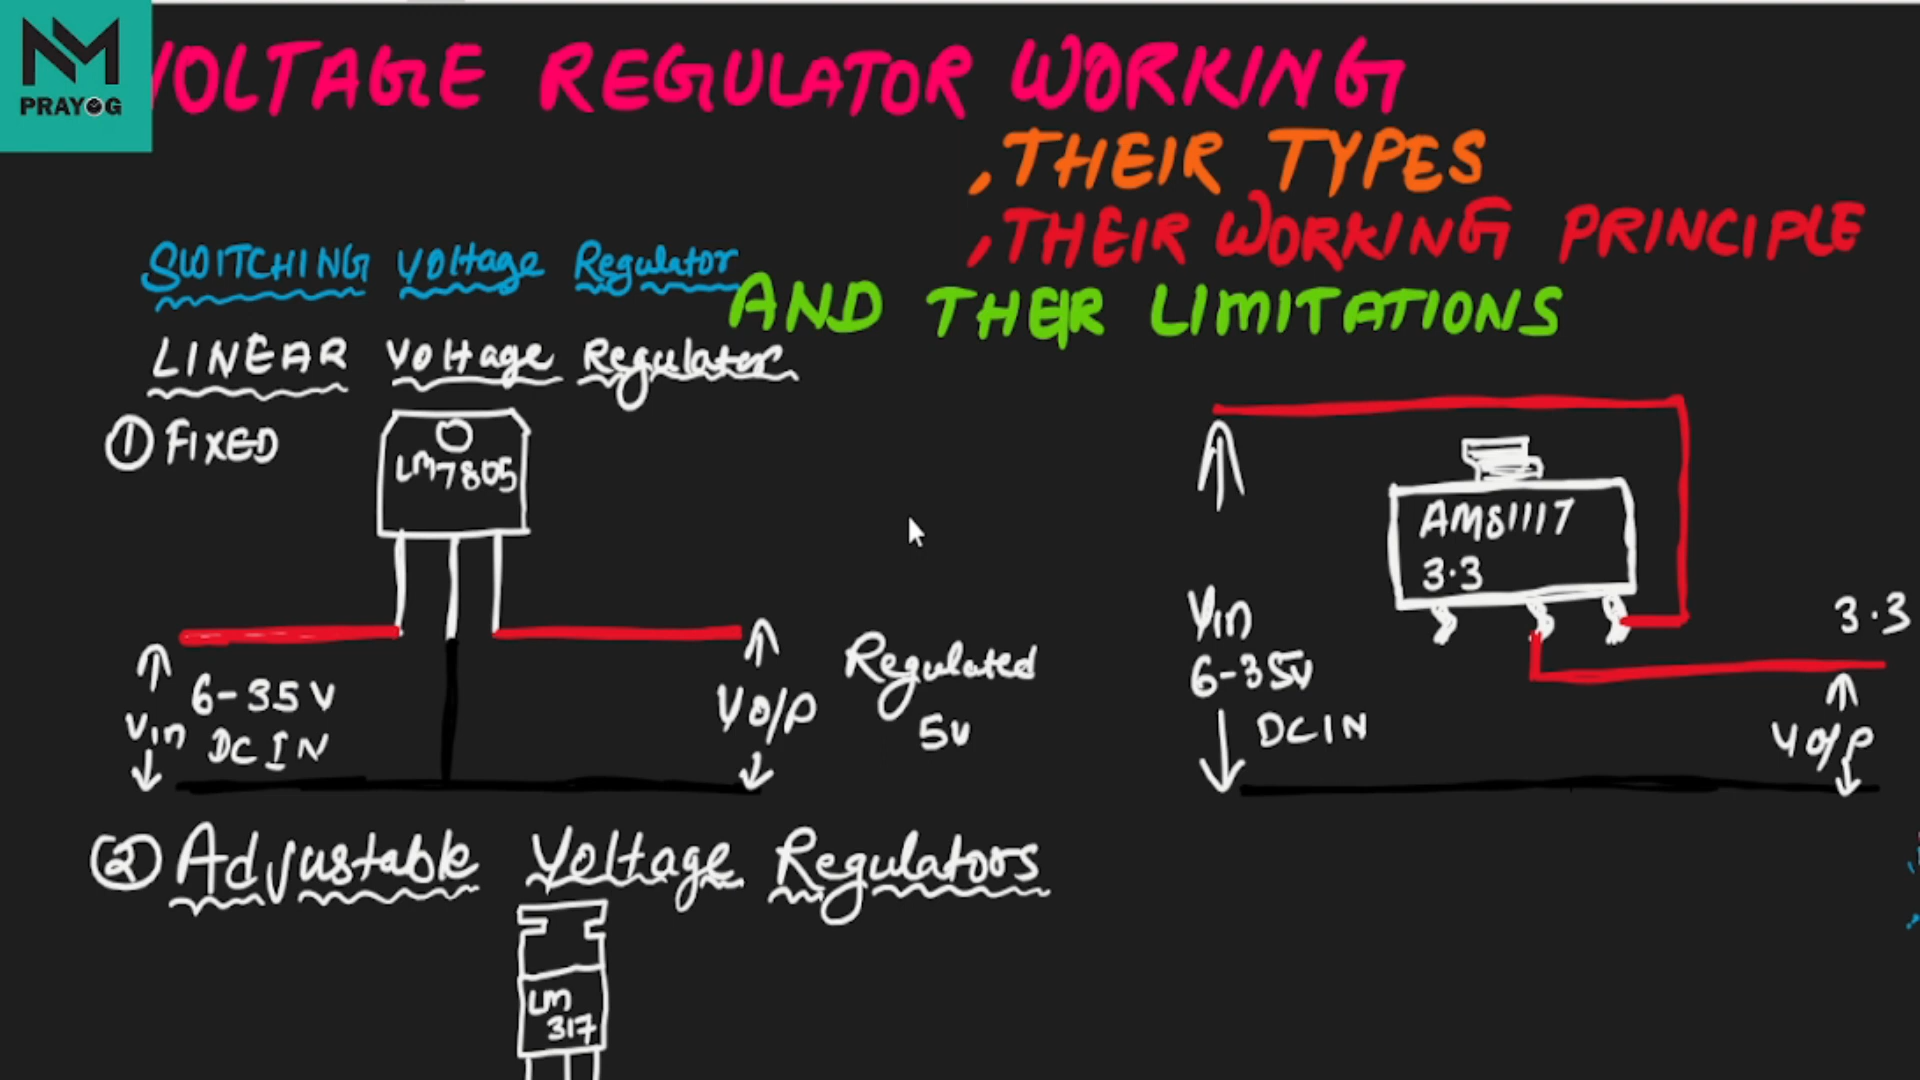 NM
PRAYOG
VOLTAGE REGULATOR WORKING
, THEIR TYPES
, THEIR WORKING PRINCIPLE
AND THEIR LIMITATIONS
SWITCHING Voltage Regulator
LINEAR Voltage Regulator
① FIXED
LM7805
6-35V
Vin
DC IN
V O/P
Regulated
5v
AMS1117
3.3
Vin
6-35V
DC IN
3.3
V O/P
② Adjustable Voltage Regulators
LM
317